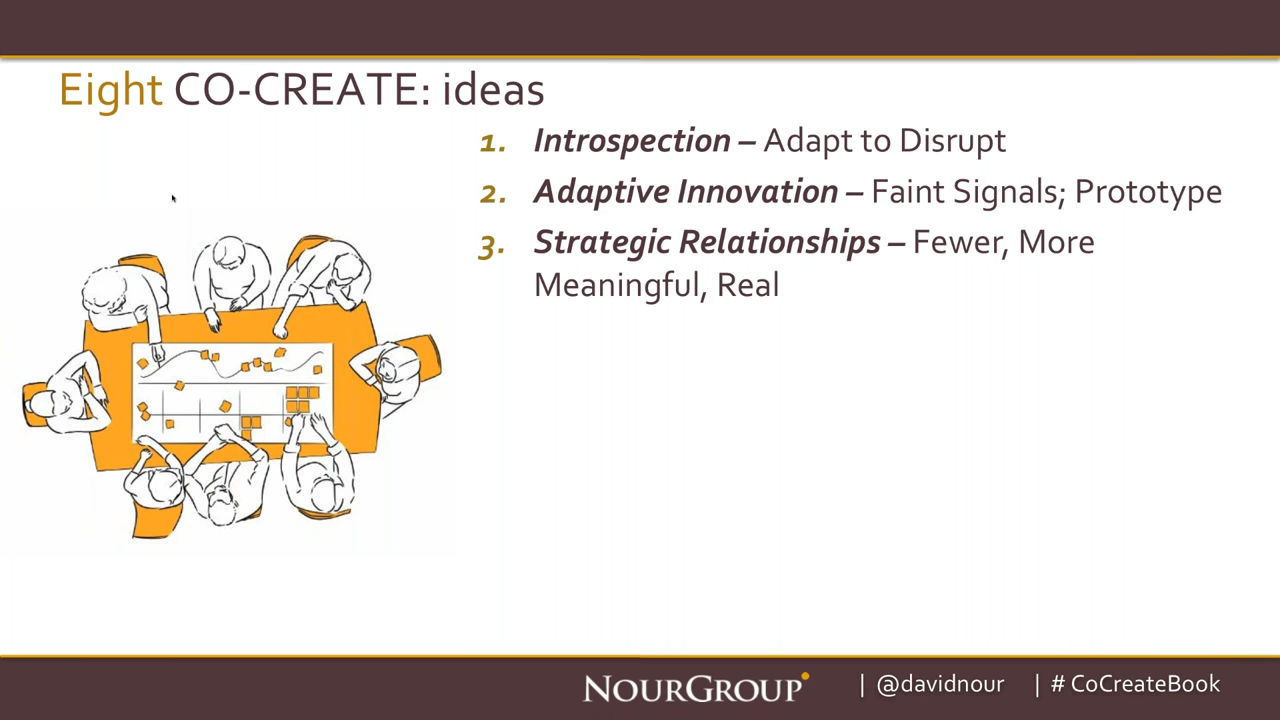 Eight CO-CREATE: ideas
1. Introspection – Adapt to Disrupt
2. Adaptive Innovation – Faint Signals; Prototype
3. Strategic Relationships – Fewer, More
Meaningful, Real
NOURGROUP | @davidnour | # CoCreateBook